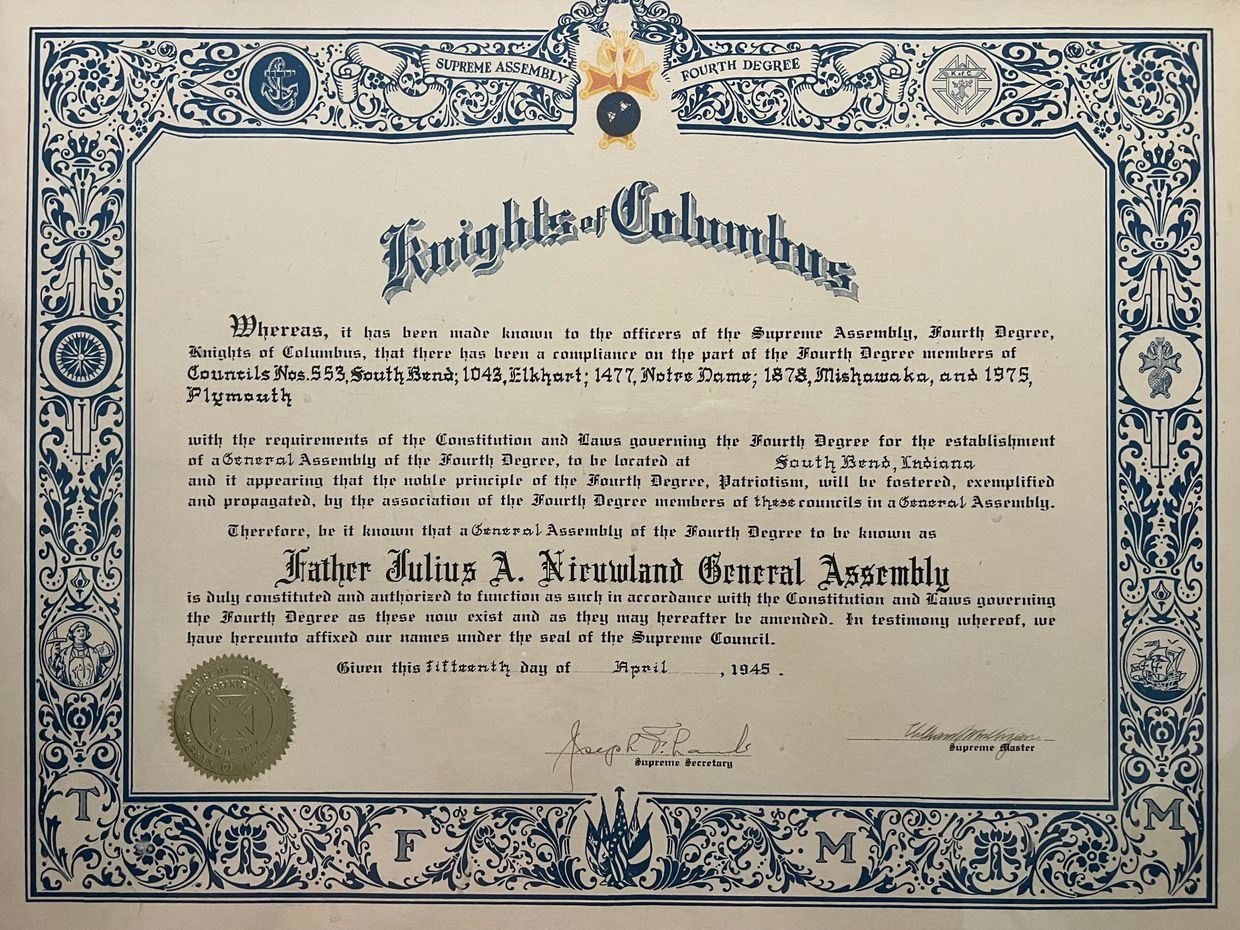 SUPREME ASSEMBLY FOURTH DEGREE
K of C
Knights of Columbus
Whereas, it has been made known to the officers of the Supreme Assembly, Fourth Degree,
Knights of Columbus, that there has been a compliance on the part of the Fourth Degree members of
Councils Nos. 553, South Bend; 1043, Elkhart; 1477, Notre Dame; 1878, Mishawaka, and 1975,
Plymouth
with the requirements of the Constitution and Laws governing the Fourth Degree for the establishment
of a General Assembly of the Fourth Degree, to be located at South Bend, Indiana
and it appearing that the noble principle of the Fourth Degree, Patriotism, will be fostered, exemplified
and propagated, by the association of the Fourth Degree members of these councils in a General Assembly.
Therefore, be it known that a General Assembly of the Fourth Degree to be known as
Father Julius A. Nieuwland General Assembly
is duly constituted and authorized to function as such in accordance with the Constitution and Laws governing
the Fourth Degree as these now exist and as they may hereafter be amended. In testimony whereof, we
have hereunto affixed our names under the seal of the Supreme Council.
Given this fifteenth day of April, 1945.
Joseph F. Lamb
Supreme Secretary
Supreme Master
T F M M